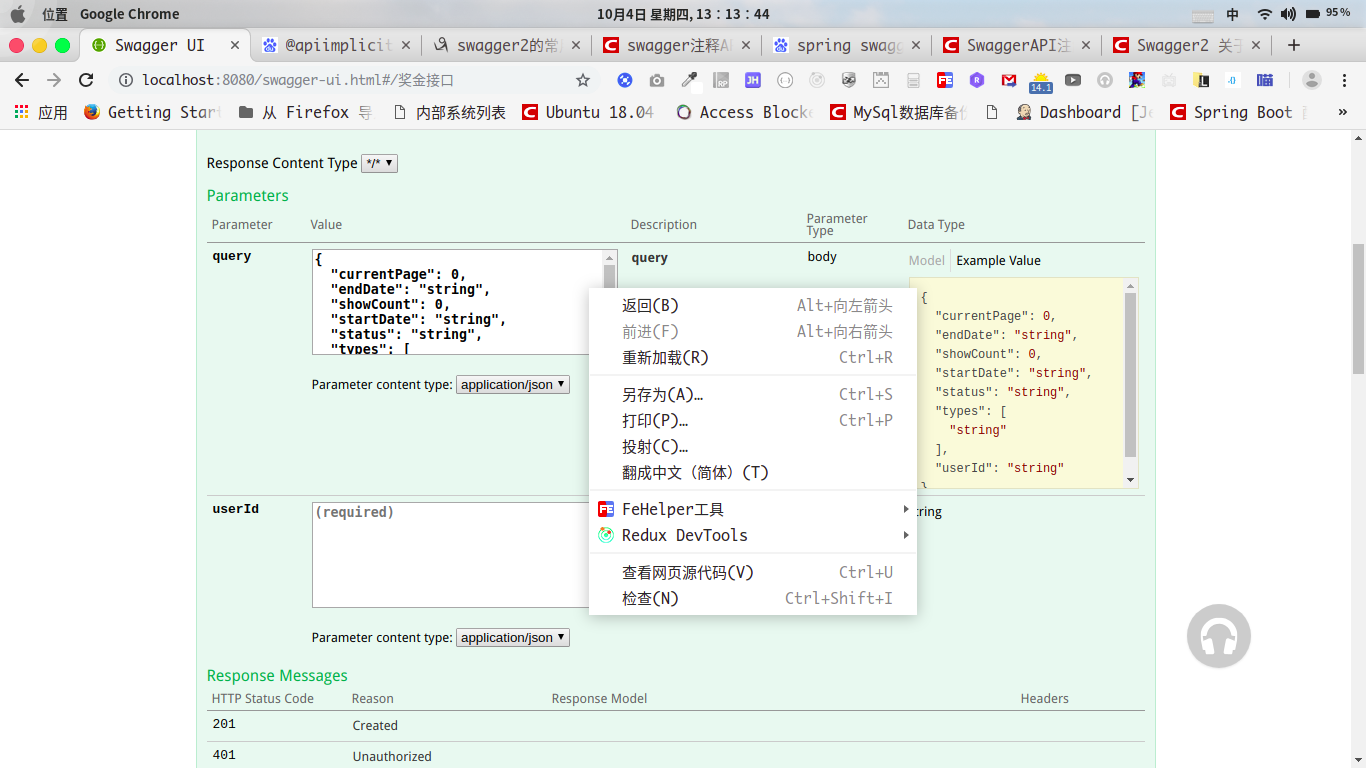 位置 Google Chrome 10月4日 星期四, 13：13：44 中 95%
Swagger UI @apiimplicit swagger2的常 swagger注释AP spring swagg SwaggerAPI注 Swagger2 关于
localhost:8080/swagger-ui.html#/奖金接口 14.1
应用 Getting Star 从 Firefox 导 内部系统列表 Ubuntu 18.04 Access Blocke MySql数据库备份 Dashboard [Je Spring Boot »
Response Content Type */*
Parameters
Parameter Value Description Parameter Type Data Type
query
{
"currentPage": 0,
"endDate": "string",
"showCount": 0,
"startDate": "string",
"status": "string",
"types": [
query
body
Model Example Value
{
"currentPage": 0,
"endDate": "string",
"showCount": 0,
"startDate": "string",
"status": "string",
"types": [
"string"
],
"userId": "string"
}
Parameter content type: application/json
返回(B) Alt+向左箭头
前进(F) Alt+向右箭头
重新加载(R) Ctrl+R
另存为(A)… Ctrl+S
打印(P)… Ctrl+P
投射(C)…
翻成中文（简体）(T)
FeHelper工具
Redux DevTools
查看网页源代码(V) Ctrl+U
检查(N) Ctrl+Shift+I
userId (required) tring
Parameter content type: application/json
Response Messages
HTTP Status Code Reason Response Model Headers
201 Created
401 Unauthorized